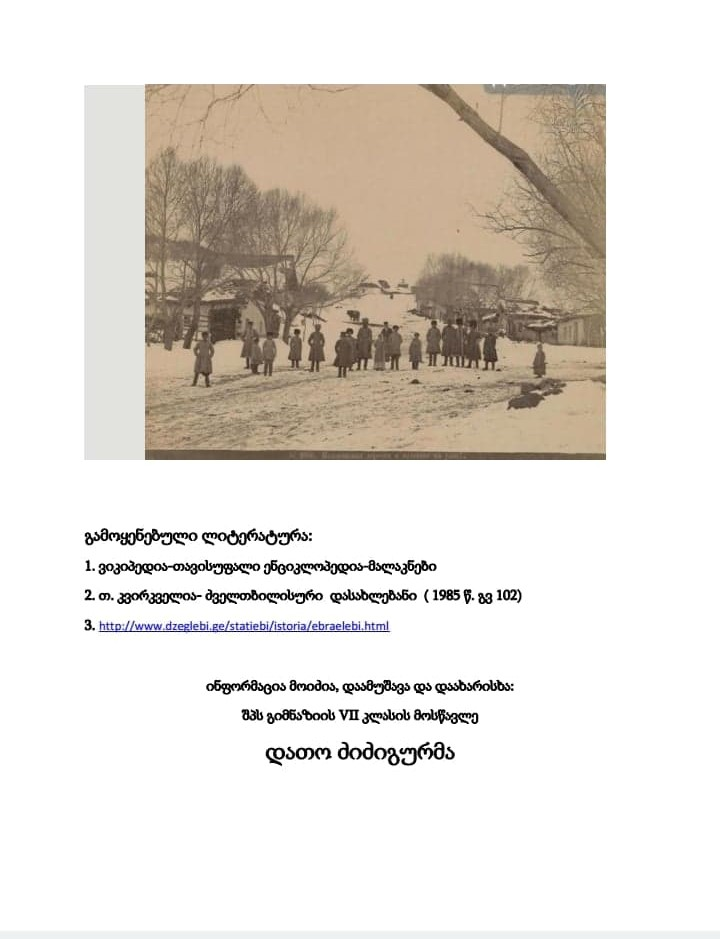 გამოყენებული ლიტერატურა:
1. ვიკიპედია-თავისუფალი ენციკლოპედია-მალაკნები
2. თ. კვირკველია- ძველთბილისური დასახლებანი ( 1985 წ. გვ 102)
3. http://www.dzeglebi.ge/statiebi/istoria/ebraelebi.html
ინფორმაცია მოიძია, დაამუშავა და დაახარისხა:
შპს გიმნაზიის VII კლასის მოსწავლე
დათო ძიძიგურმა